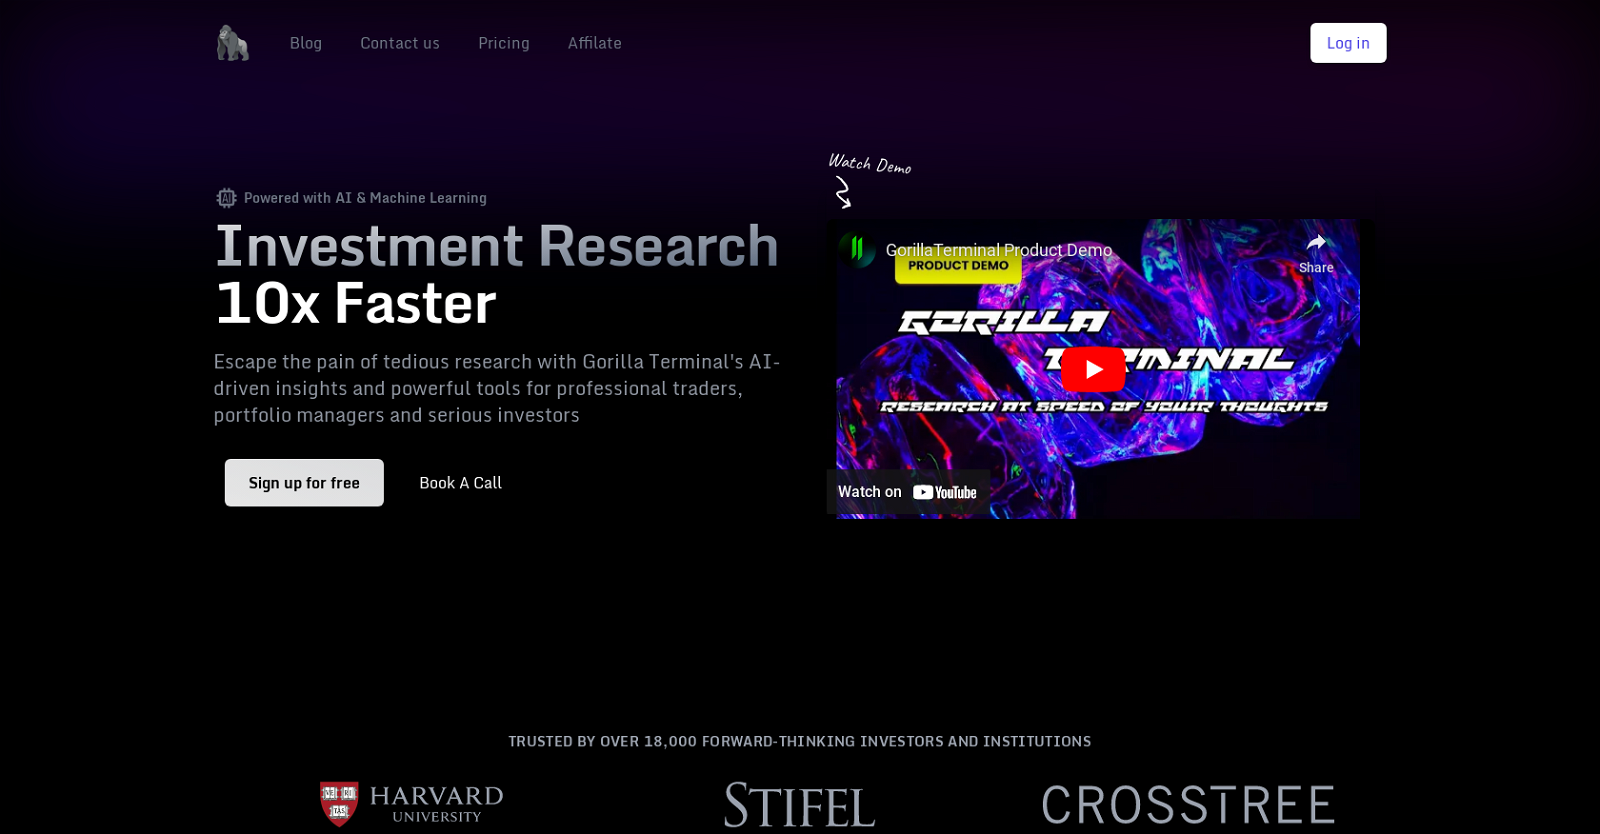 Blog
Contact us
Pricing
Affilate
Log in
Watch Demo
AI
Powered with AI & Machine Learning
Investment Research
10x Faster
Escape the pain of tedious research with Gorilla Terminal's AI-
driven insights and powerful tools for professional traders,
portfolio managers and serious investors
Sign up for free
Book A Call
GorillaTerminal Product Demo
Share
PRODUCT DEMO
GORILLA
TERMINAL
RESEARCH AT SPEED OF YOUR THOUGHTS
Watch on YouTube
TRUSTED BY OVER 18,000 FORWARD-THINKING INVESTORS AND INSTITUTIONS
VE RI
TAS
HARVARD
UNIVERSITY
STIFEL
CROSSTREE